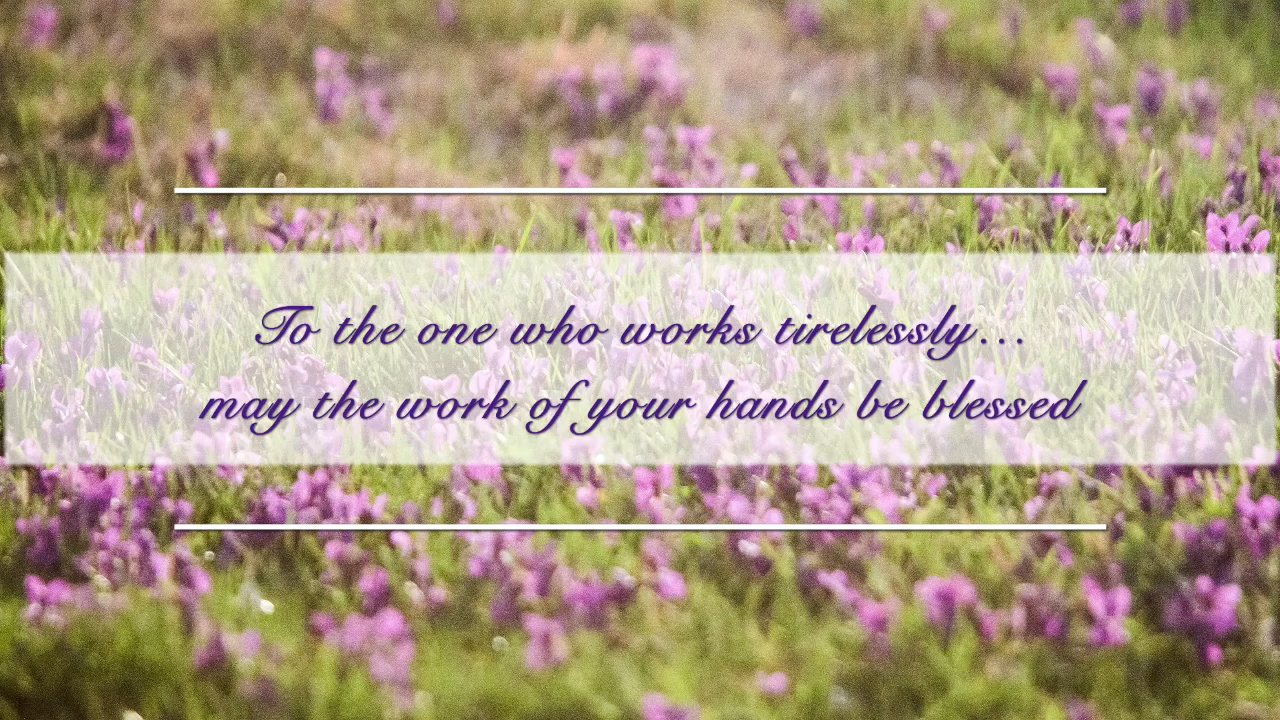 To the one who works tirelessly...
may the work of your hands be blessed